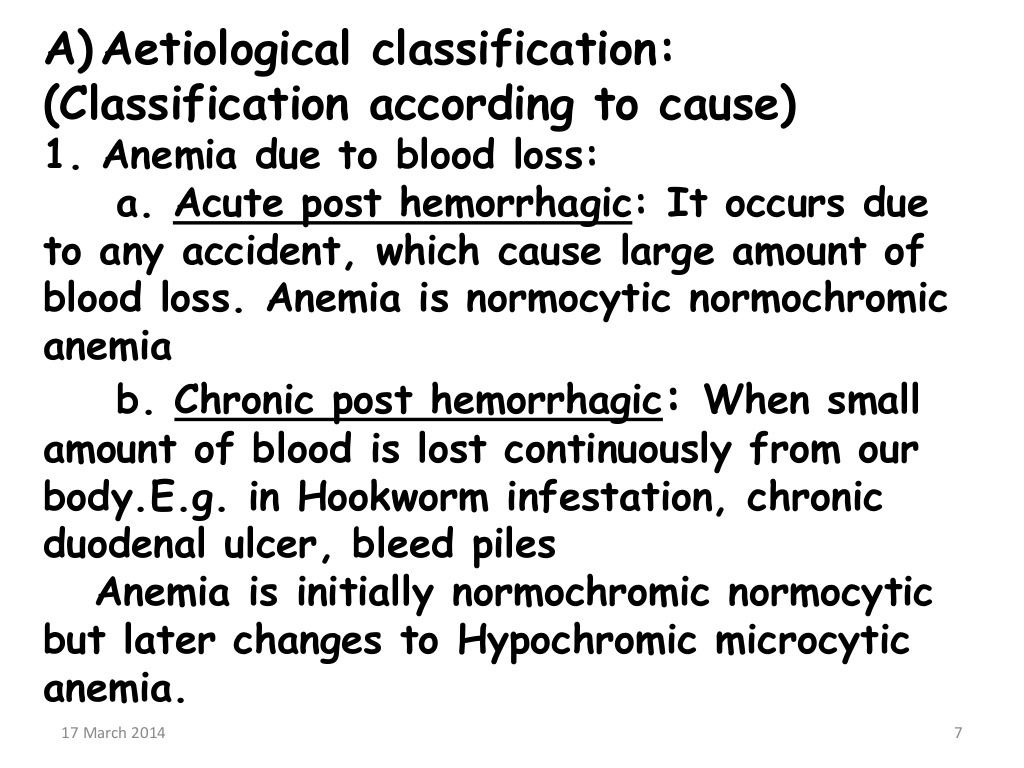 A) Aetiological classification:
(Classification according to cause)
1. Anemia due to blood loss:
a. Acute post hemorrhagic: It occurs due
to any accident, which cause large amount of
blood loss. Anemia is normocytic normochromic
anemia
b. Chronic post hemorrhagic: When small
amount of blood is lost continuously from our
body.E.g. in Hookworm infestation, chronic
duodenal ulcer, bleed piles
Anemia is initially normochromic normocytic
but later changes to Hypochromic microcytic
anemia.
17 March 2014 7